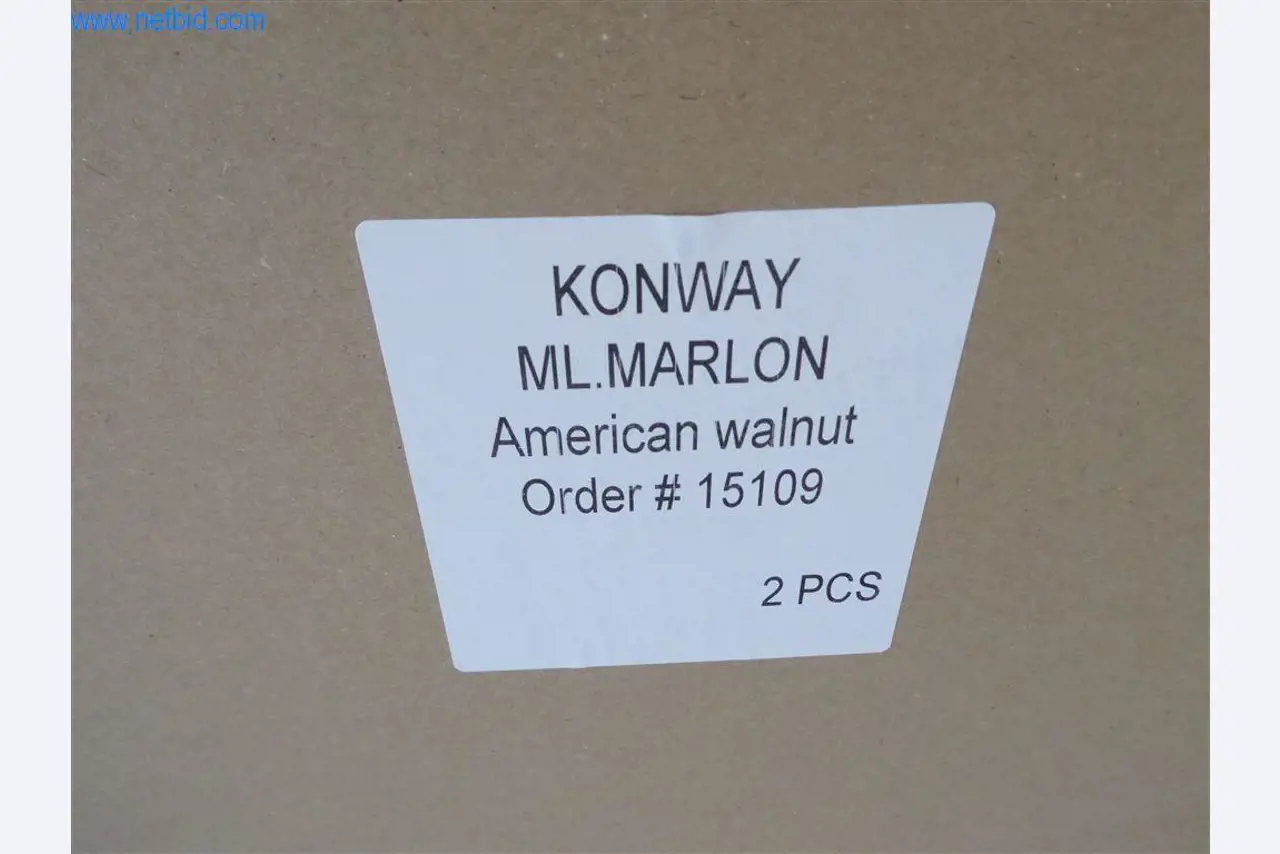 www.netbid.com
KONWAY
ML.MARLON
American walnut
Order # 15109
2 PCS